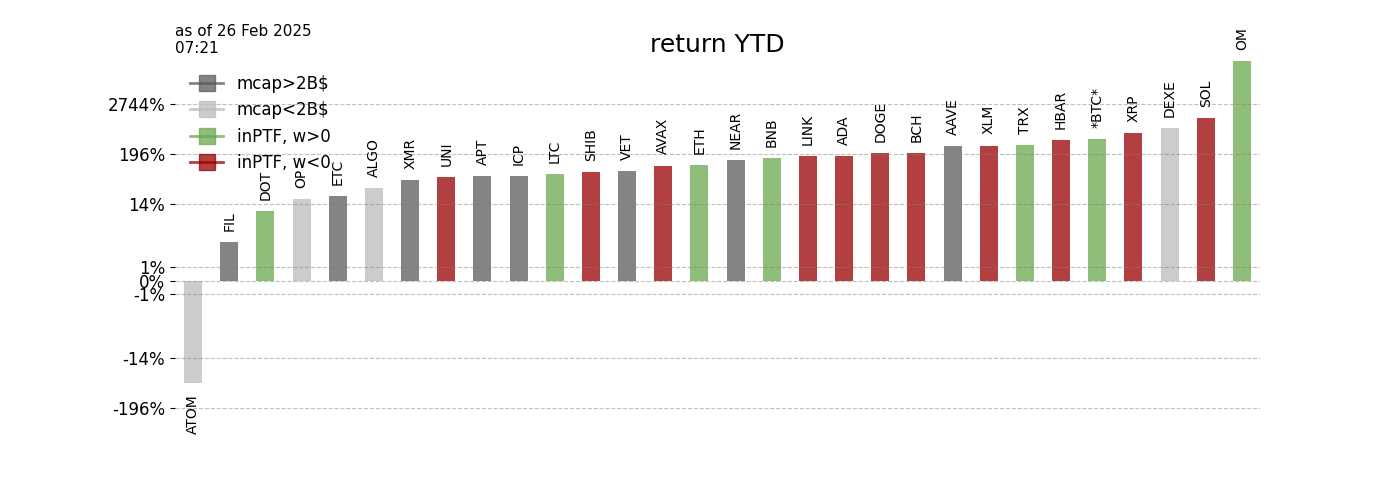 as of 26 Feb 2025
07:21
return YTD
mcap>2B$
mcap<2B$
inPTF, w>0
inPTF, w<0
2744%
196%
14%
1%
0%
-1%
-14%
-196%
ATOM
FIL
DOT
OP
ETC
ALGO
XMR
UNI
APT
ICP
LTC
SHIB
VET
AVAX
ETH
NEAR
BNB
LINK
ADA
DOGE
BCH
AAVE
XLM
TRX
HBAR
*BTC*
XRP
DEXE
SOL
OM